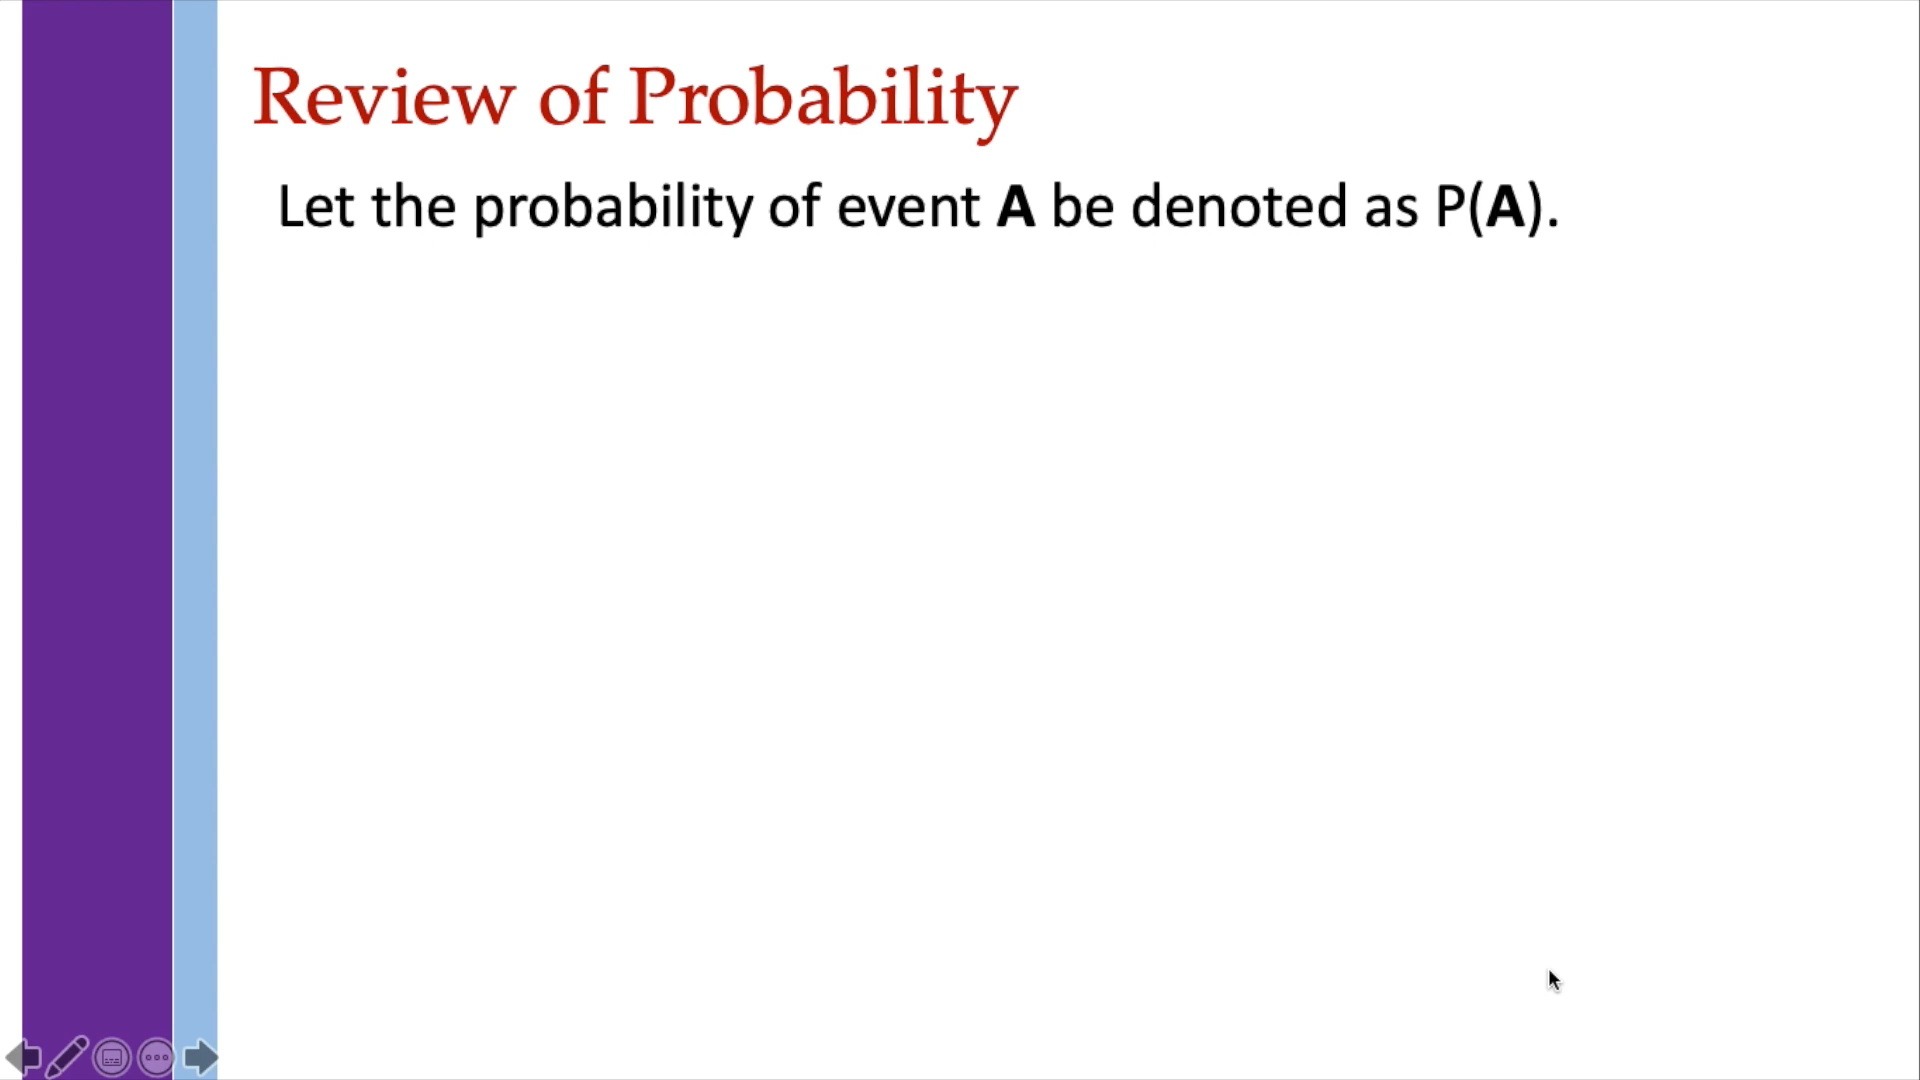 Review of Probability
Let the probability of event A be denoted as P(A).